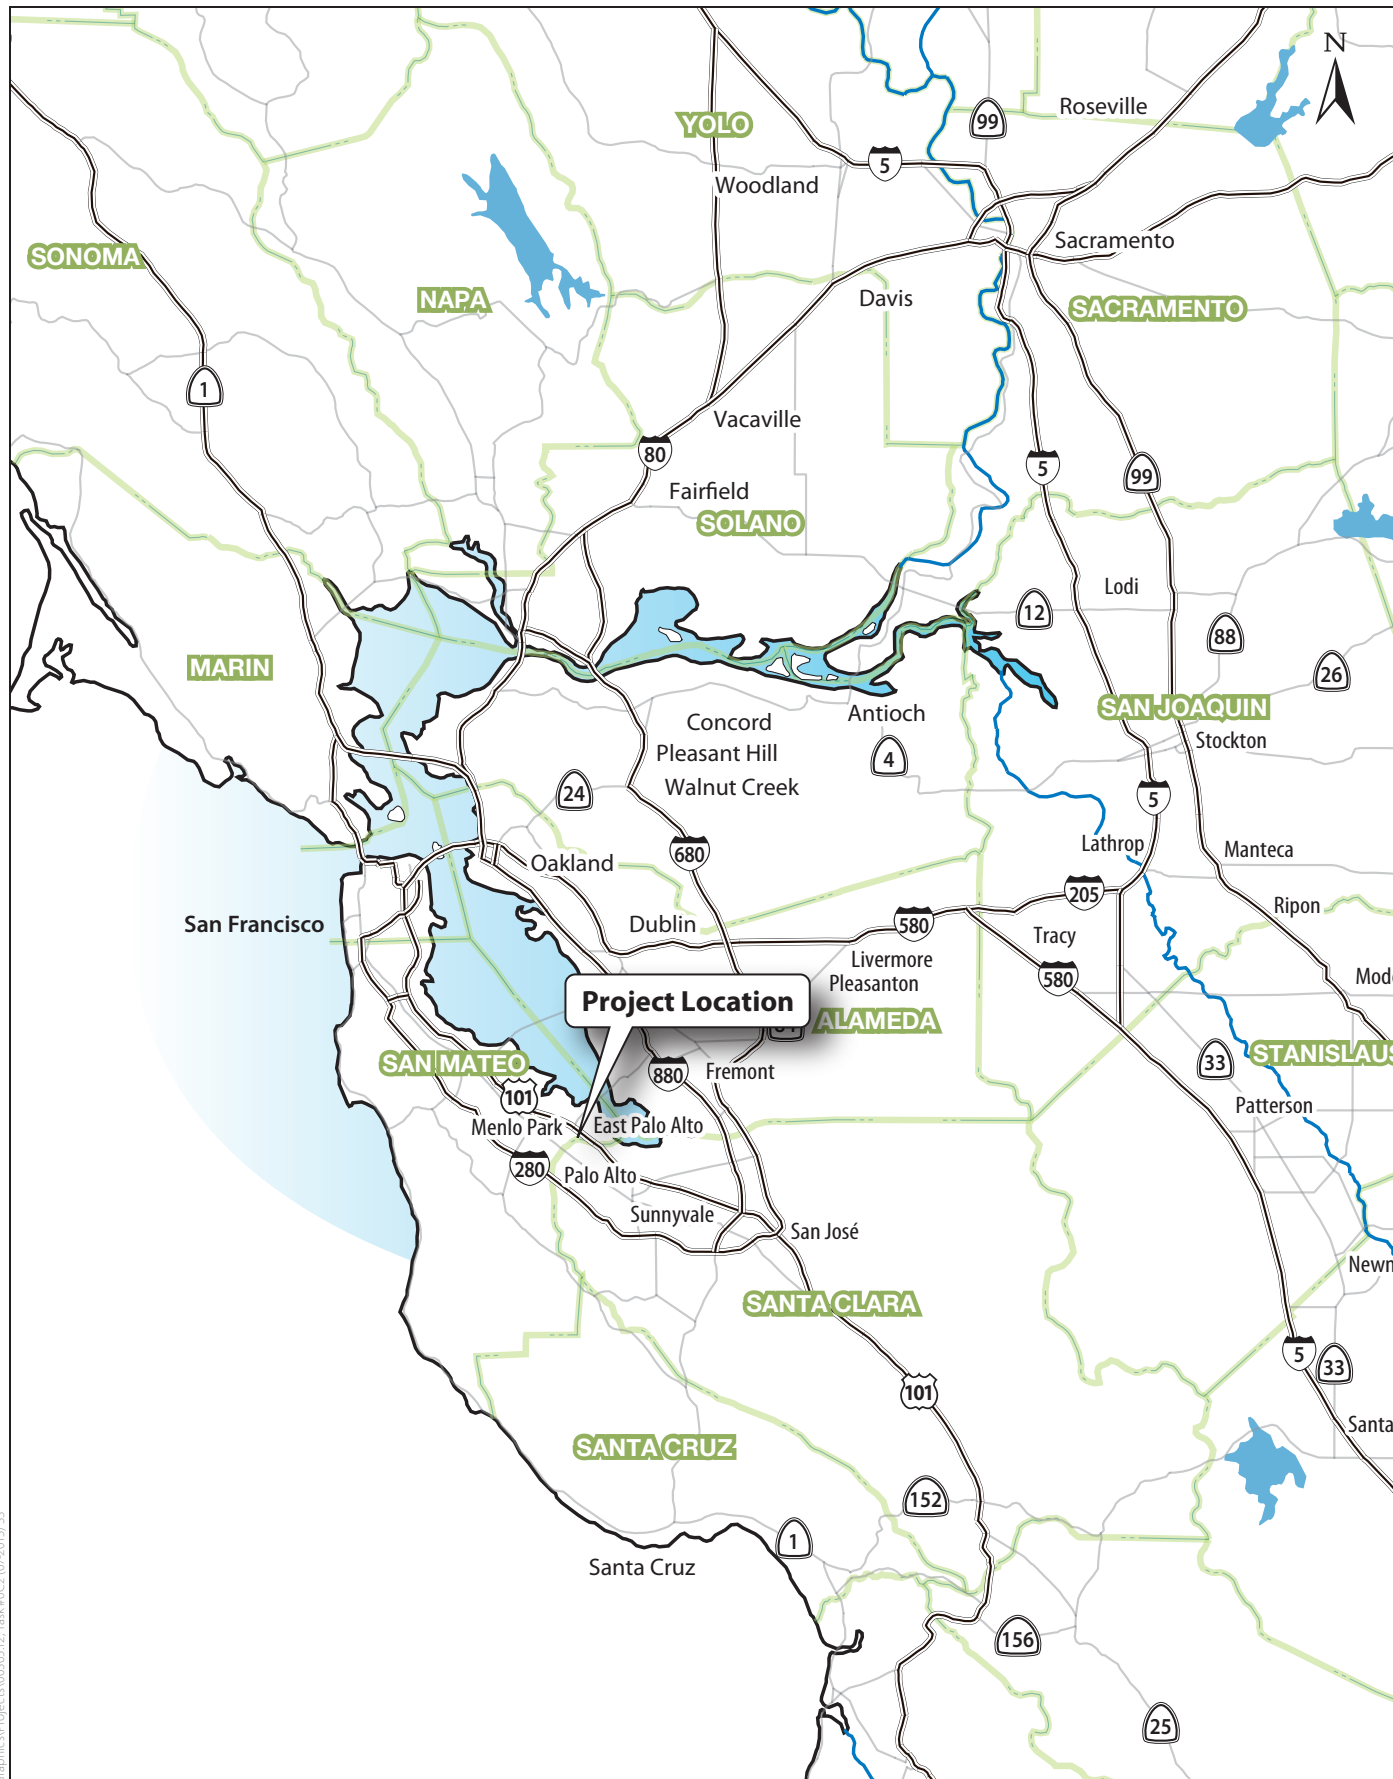 N
Roseville
99
YOLO
5
Woodland
Sacramento
SONOMA
NAPA
Davis
SACRAMENTO
1
Vacaville
80
5
99
Fairfield
SOLANO
Lodi
12
88
MARIN
26
SAN JOAQUIN
Concord
Antioch
Stockton
Pleasant Hill
4
Walnut Creek
24
5
680
Lathrop
Manteca
Oakland
205
Ripon
San Francisco
Dublin
580
Tracy
Livermore
580
Pleasanton
Project Location
ALAMEDA
SAN MATEO
880
Fremont
33
STANISLAUS
101
Patterson
Menlo Park
East Palo Alto
280
Palo Alto
Sunnyvale
San José
SANTA CLARA
5
33
101
Santa
SANTA CRUZ
152
1
Santa Cruz
156
25